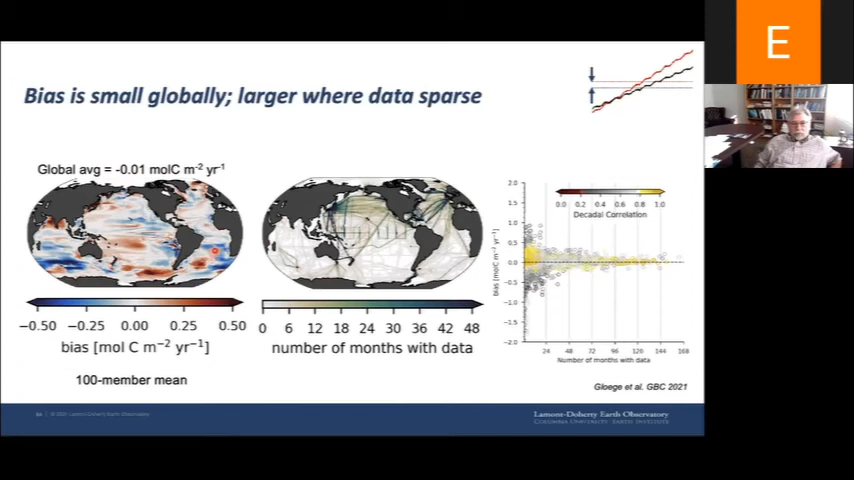 Bias is small globally; larger where data sparse
Global avg = -0.01 molC m⁻² yr⁻¹
−0.50 −0.25 0.00 0.25 0.50
bias [mol C m⁻² yr⁻¹]
100-member mean
0 6 12 18 24 30 36 42 48
number of months with data
0.0 0.2 0.4 0.6 0.8 1.0
Decadal Correlation
2.0
1.5
1.0
0.5
0.0
−0.5
−1.0
−1.5
−2.0
bias [mol C m⁻² yr⁻¹]
24 48 72 96 120 144 168
Number of months with data
Gloege et al. GBC 2021
Lamont-Doherty Earth Observatory
Columbia University | Earth Institute
E